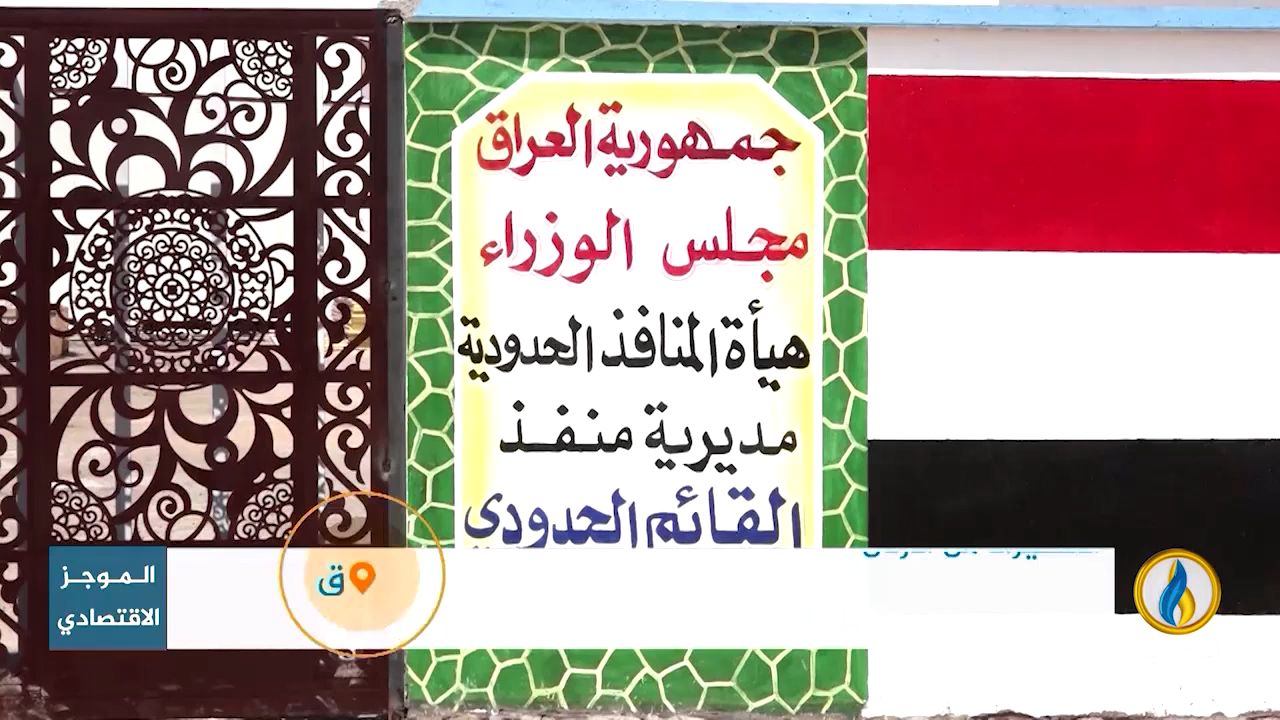 جمهورية العراق
مجلس الوزراء
هيأة المنافذ الحدودية
مديرية منفذ
القائم الحدودي
الموجز
الاقتصادي
ق